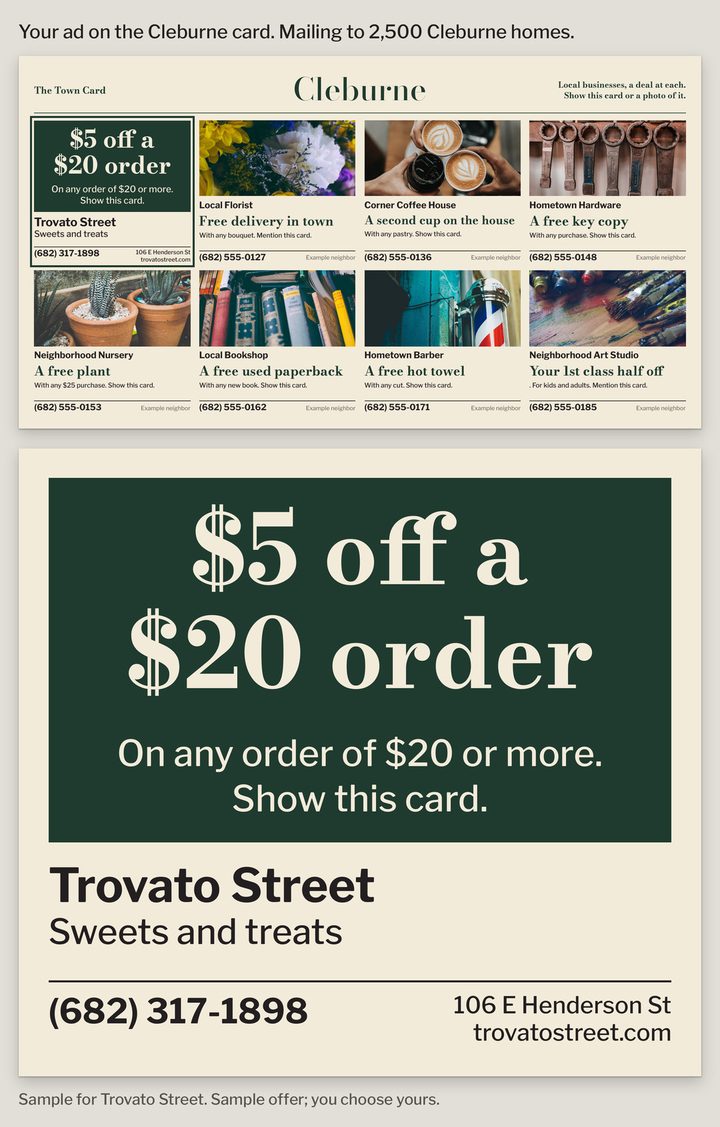 Your ad on the Cleburne card. Mailing to 2,500 Cleburne homes.
The Town Card
Cleburne
Local businesses, a deal at each.
Show this card or a photo of it.
$5 off a
$20 order
On any order of $20 or more.
Show this card.
Trovato Street
Sweets and treats
(682) 317-1898
106 E Henderson St
trovatostreet.com
Local Florist
Free delivery in town
With any bouquet. Mention this card.
(682) 555-0127
Example neighbor
Corner Coffee House
A second cup on the house
With any pastry. Show this card.
(682) 555-0136
Example neighbor
Hometown Hardware
A free key copy
With any purchase. Show this card.
(682) 555-0148
Example neighbor
Neighborhood Nursery
A free plant
With any $25 purchase. Show this card.
(682) 555-0153
Example neighbor
Local Bookshop
A free used paperback
With any new book. Show this card.
(682) 555-0162
Example neighbor
Hometown Barber
A free hot towel
With any cut. Show this card.
(682) 555-0171
Example neighbor
Neighborhood Art Studio
Your 1st class half off
. For kids and adults. Mention this card.
(682) 555-0185
Example neighbor
$5 off a
$20 order
On any order of $20 or more.
Show this card.
Trovato Street
Sweets and treats
(682) 317-1898
106 E Henderson St
trovatostreet.com
Sample for Trovato Street. Sample offer; you choose yours.